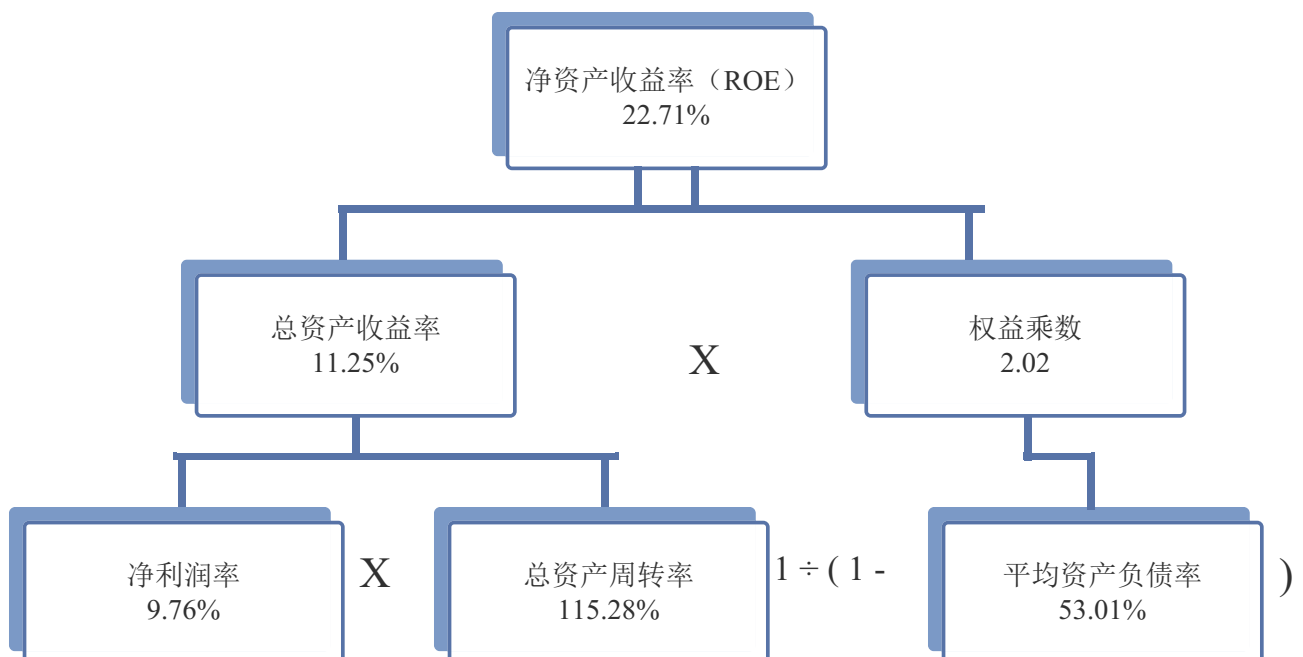 净资产收益率（ROE）
22.71%
总资产收益率
11.25%
X
权益乘数
2.02
净利润率
9.76%
X
总资产周转率
115.28%
1 ÷ ( 1 -
平均资产负债率
53.01%
)